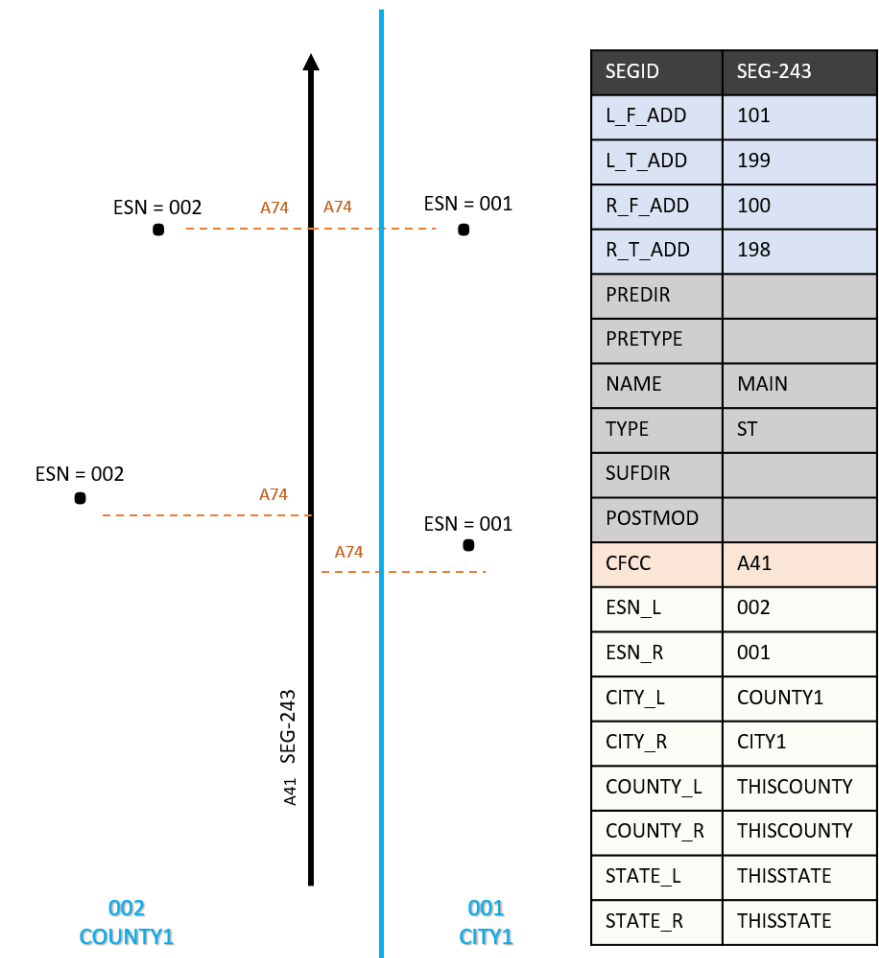 ESN = 002
A74
A74
ESN = 001
ESN = 002
A74
ESN = 001
A74
A41 SEG-243
002
COUNTY1
001
CITY1
SEGID SEG-243
L_F_ADD 101
L_T_ADD 199
R_F_ADD 100
R_T_ADD 198
PREDIR
PRETYPE
NAME MAIN
TYPE ST
SUFDIR
POSTMOD
CFCC A41
ESN_L 002
ESN_R 001
CITY_L COUNTY1
CITY_R CITY1
COUNTY_L THISCOUNTY
COUNTY_R THISCOUNTY
STATE_L THISSTATE
STATE_R THISSTATE